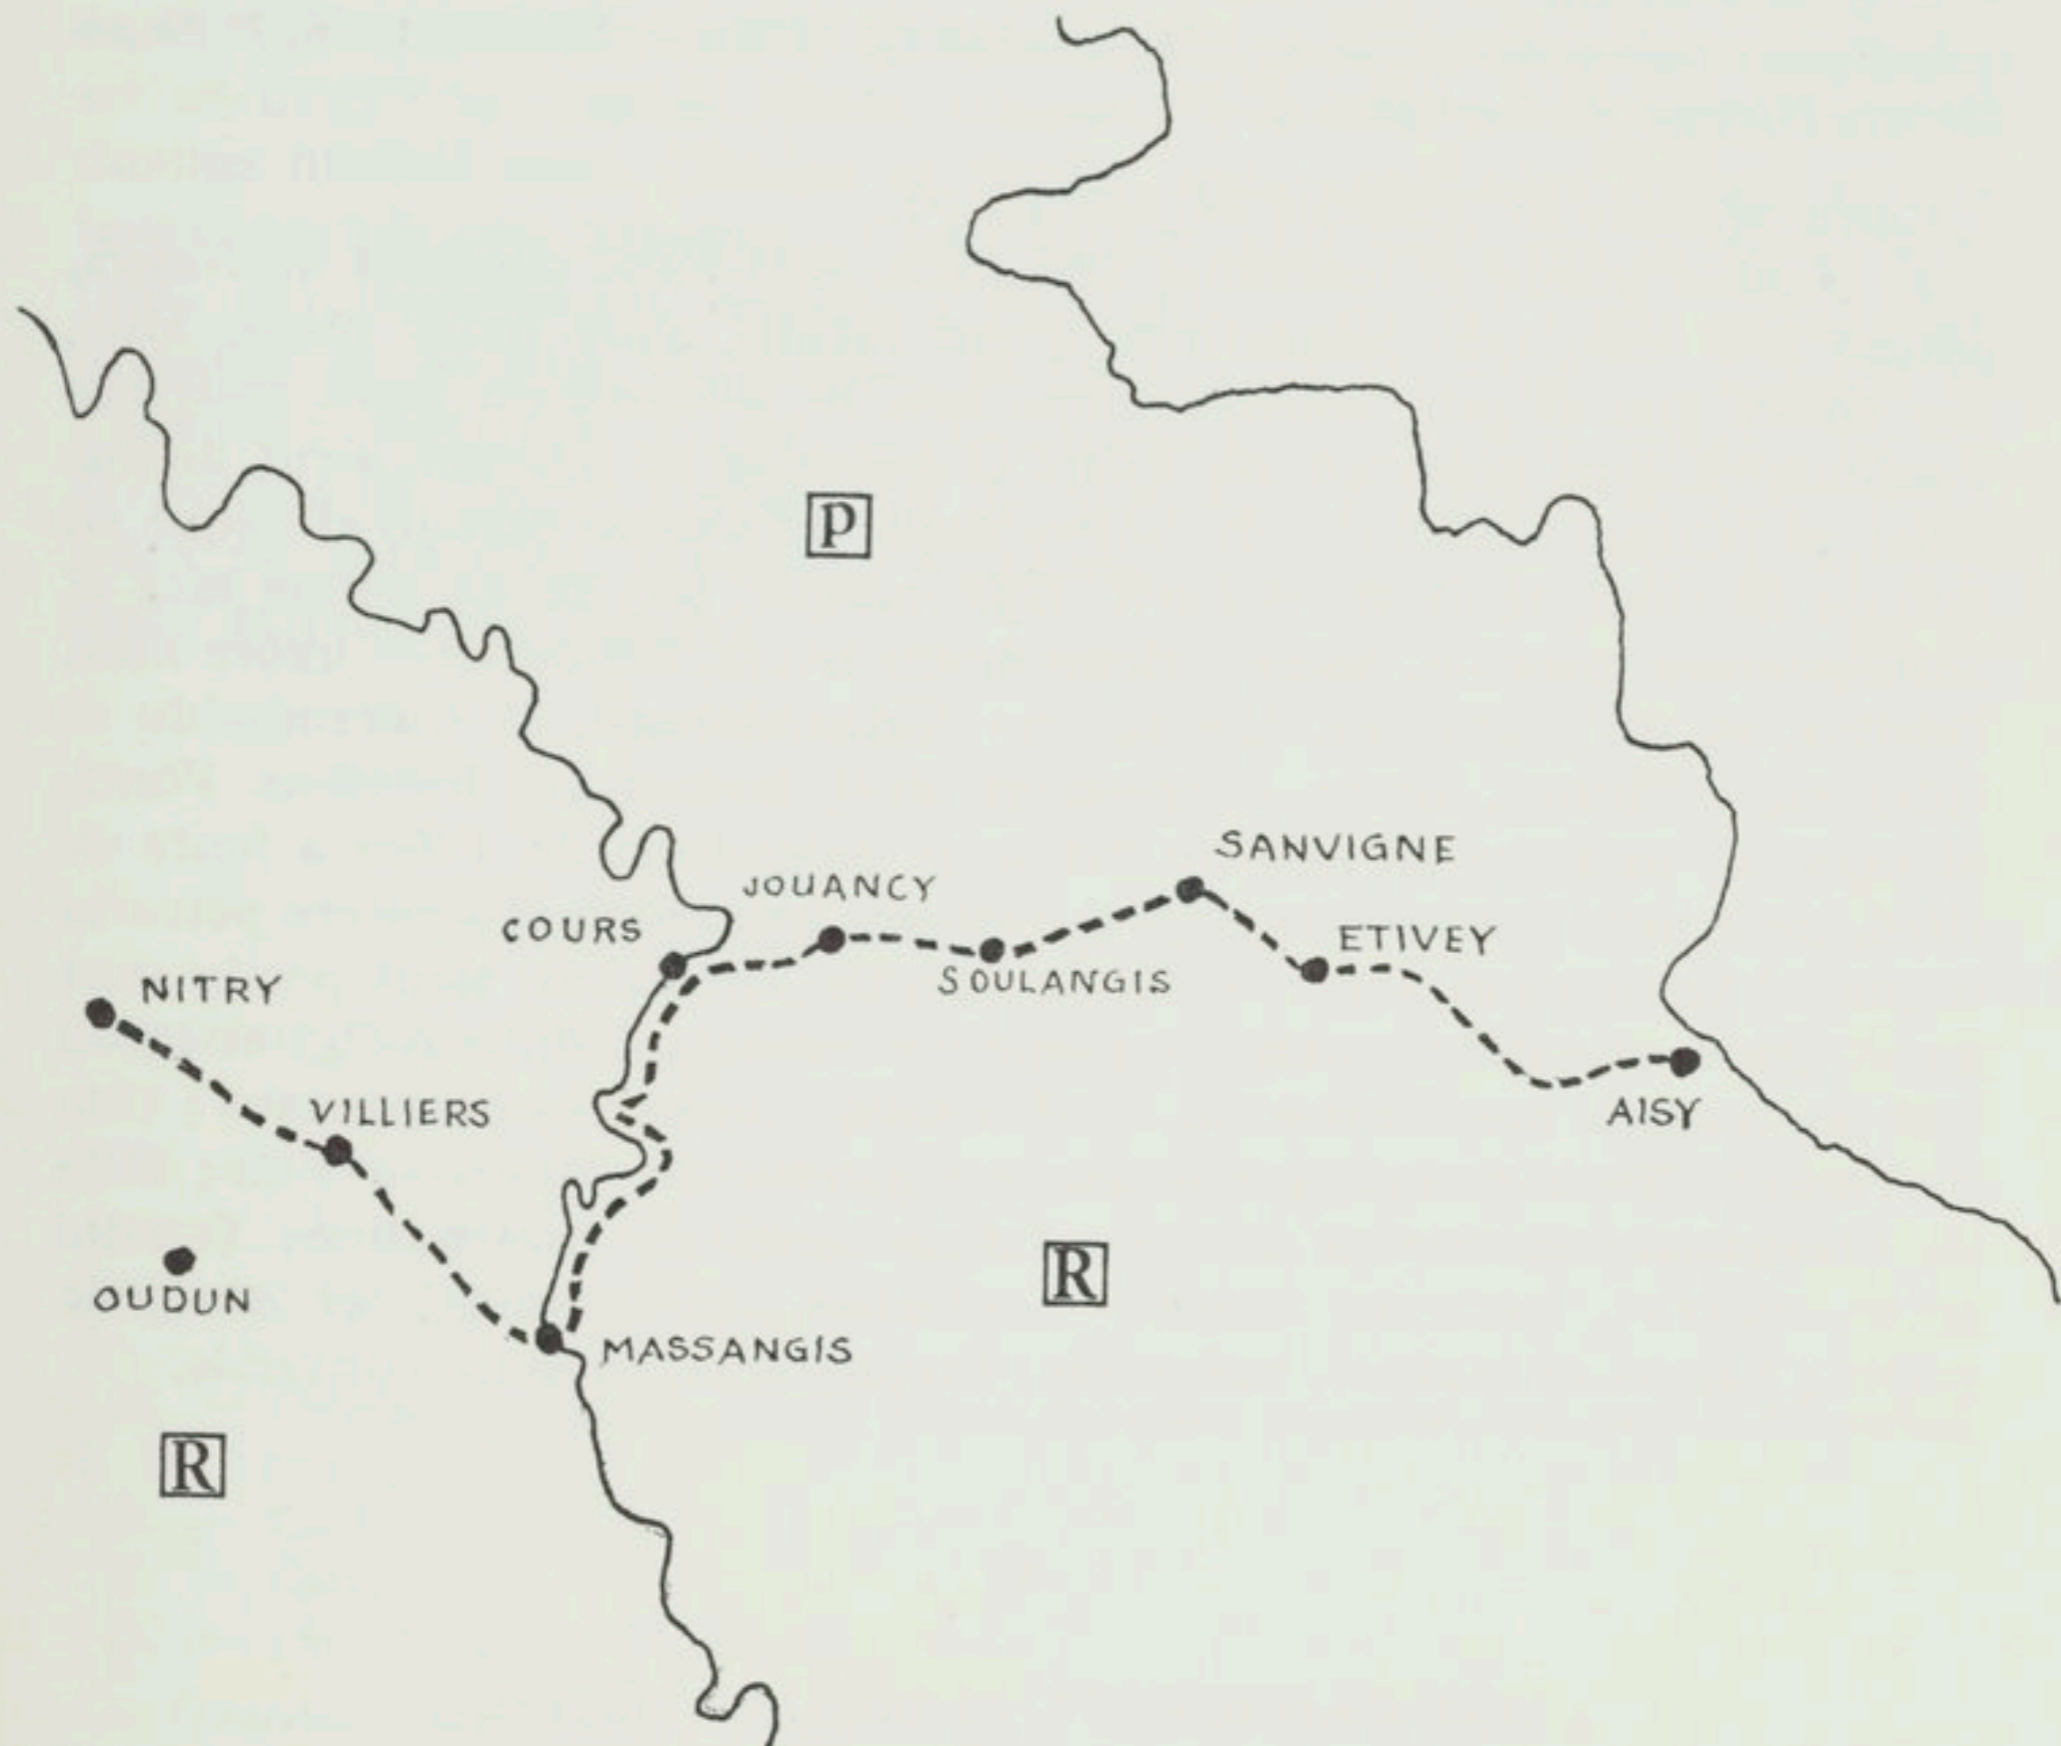 P
SANVIGNE
JOUANCY
COURS
ETIVEY
SOULANGIS
NITRY
VILLIERS
AISY
R
OUDUN
MASSANGIS
R